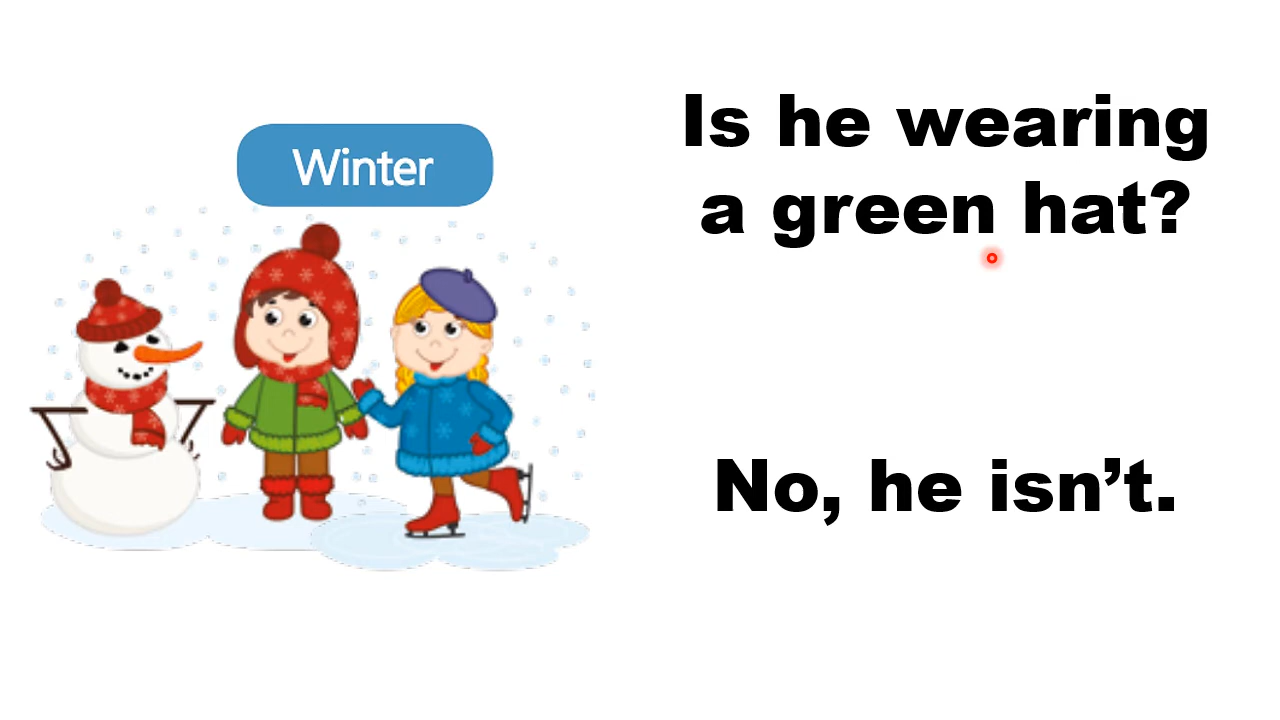 Winter
Is he wearing
a green hat?
No, he isn’t.